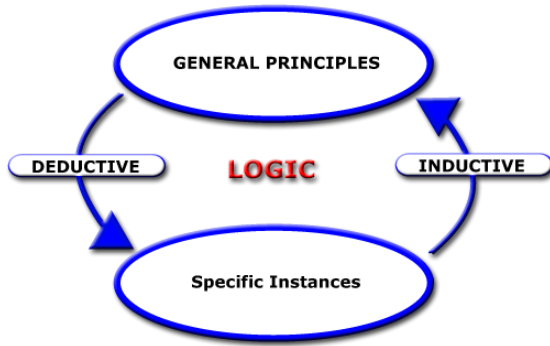 GENERAL PRINCIPLES
DEDUCTIVE
LOGIC
INDUCTIVE
Specific Instances